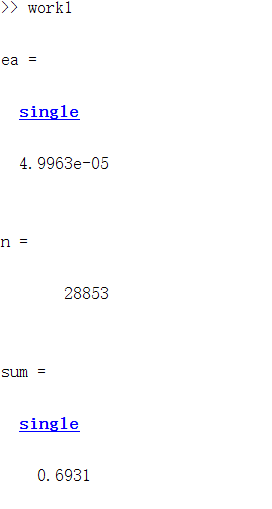 >> work1
ea =
single
4.9963e-05
n =
28853
sum =
single
0.6931